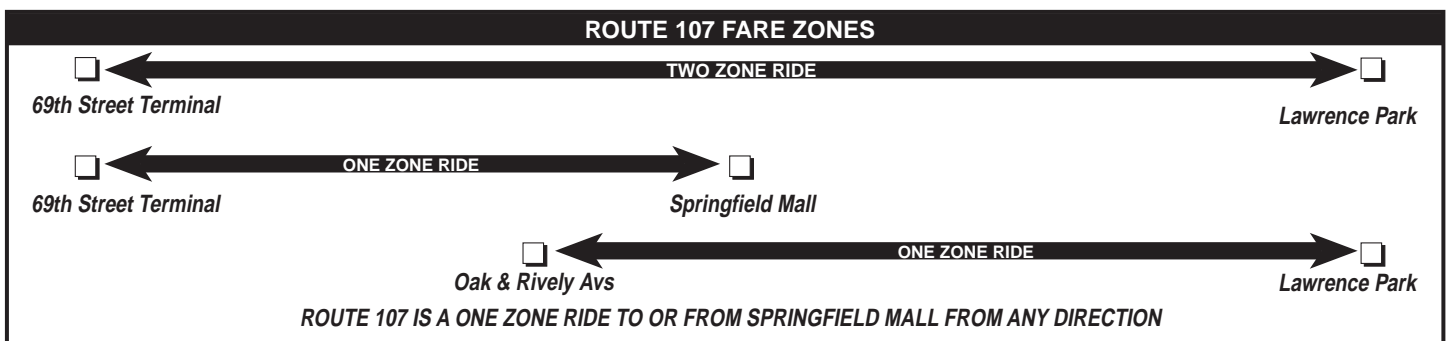 ROUTE 107 FARE ZONES
TWO ZONE RIDE
69th Street Terminal
Lawrence Park
ONE ZONE RIDE
69th Street Terminal
Springfield Mall
ONE ZONE RIDE
Oak & Rively Avs
Lawrence Park
ROUTE 107 IS A ONE ZONE RIDE TO OR FROM SPRINGFIELD MALL FROM ANY DIRECTION